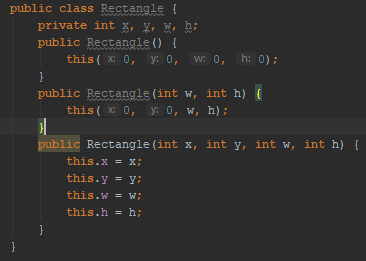 public class Rectangle {
    private int x, y, w, h;
    public Rectangle() {
        this( x: 0, y: 0, w: 0, h: 0);
    }
    public Rectangle(int w, int h) {
        this( x: 0, y: 0, w, h);
    }
    public Rectangle(int x, int y, int w, int h) {
        this.x = x;
        this.y = y;
        this.w = w;
        this.h = h;
    }
}